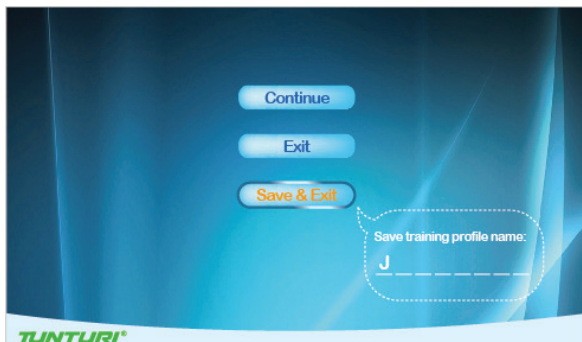 Continue
Exit
Save & Exit
Save training profile name:
J _ _ _ _ _ _ _
TUNTURI®